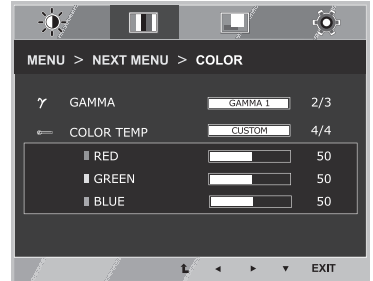 MENU > NEXT MENU > COLOR
γ GAMMA GAMMA 1 2/3
COLOR TEMP CUSTOM 4/4
RED 50
GREEN 50
BLUE 50
EXIT